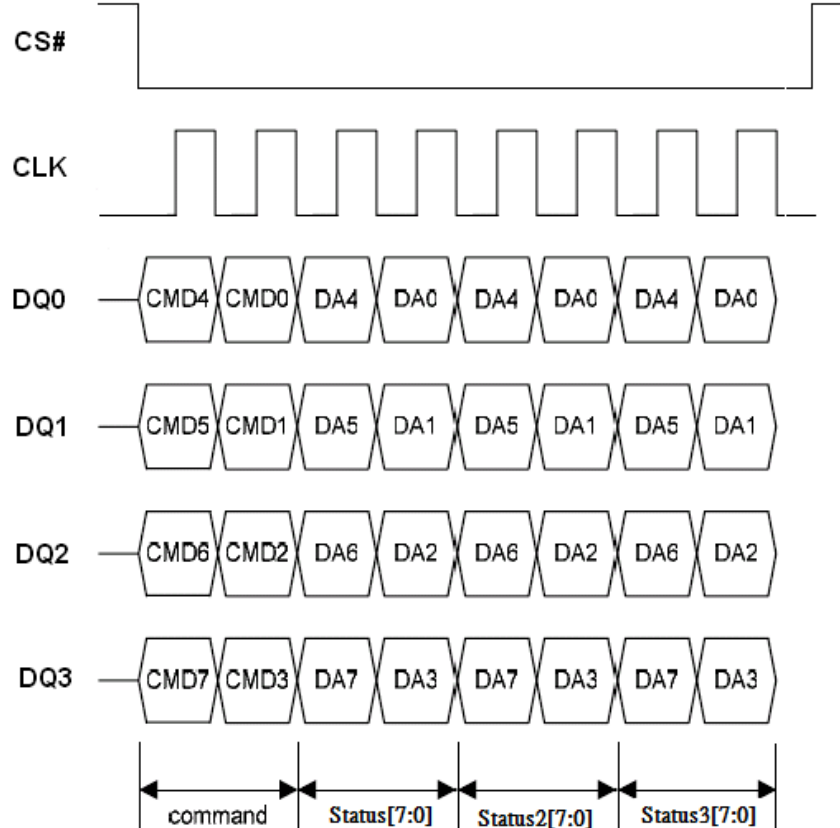 CS#
CLK
DQ0 CMD4 CMD0 DA4 DA0 DA4 DA0 DA4 DA0
DQ1 CMD5 CMD1 DA5 DA1 DA5 DA1 DA5 DA1
DQ2 CMD6 CMD2 DA6 DA2 DA6 DA2 DA6 DA2
DQ3 CMD7 CMD3 DA7 DA3 DA7 DA3 DA7 DA3
command Status[7:0] Status2[7:0] Status3[7:0]